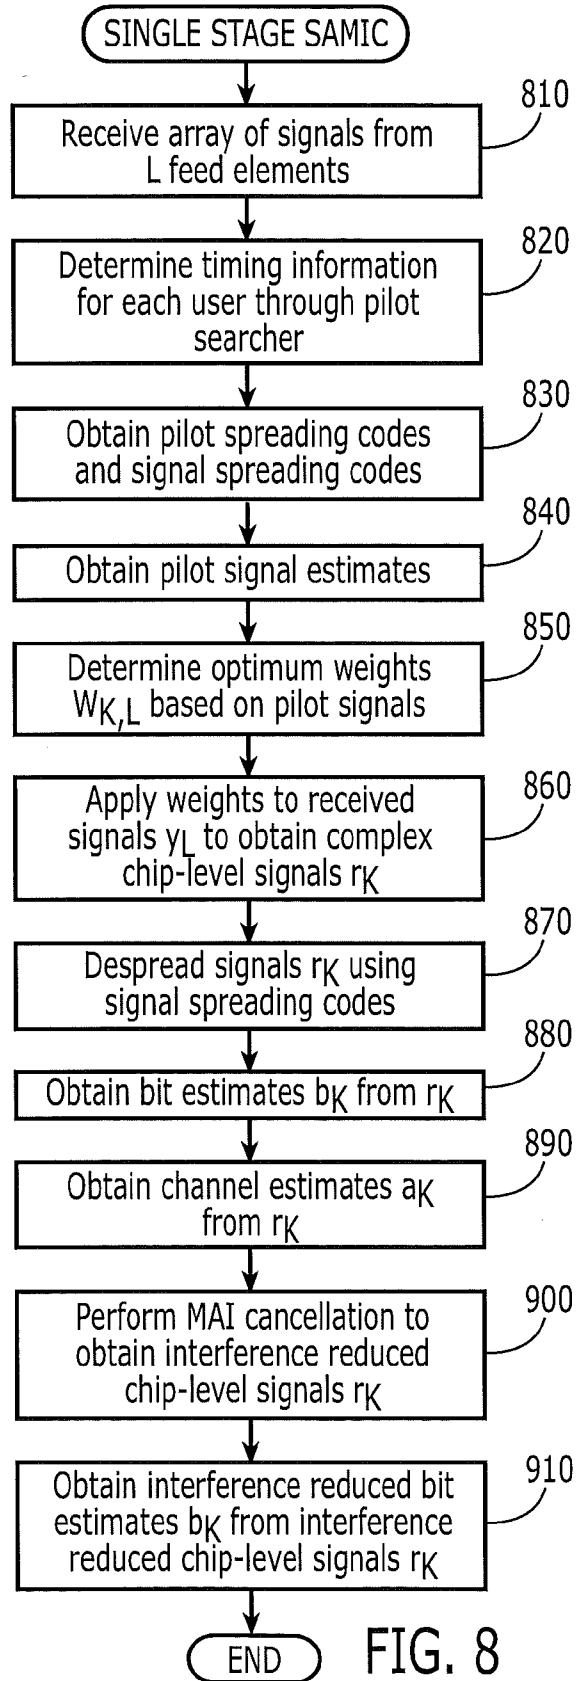 SINGLE STAGE SAMIC
810
Receive array of signals from
L feed elements
820
Determine timing information
for each user through pilot
searcher
830
Obtain pilot spreading codes
and signal spreading codes
840
Obtain pilot signal estimates
850
Determine optimum weights
WK,L based on pilot signals
860
Apply weights to received
signals yL to obtain complex
chip-level signals rK
870
Despread signals rK using
signal spreading codes
880
Obtain bit estimates bK from rK
890
Obtain channel estimates aK
from rK
900
Perform MAI cancellation to
obtain interference reduced
chip-level signals rK
910
Obtain interference reduced bit
estimates bK from interference
reduced chip-level signals rK
END
FIG. 8